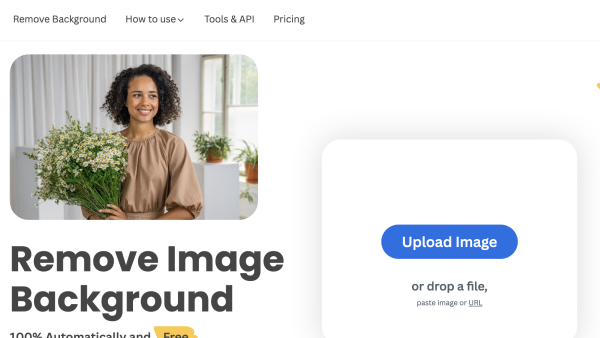 Remove Background How to use Tools & API Pricing
Remove Image
Background
100% Automatically and Free
Upload Image
or drop a file,
paste image or URL